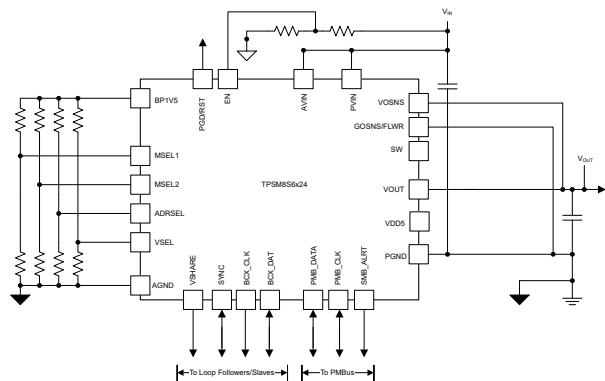 VIN
BP1V5
PGD/RST
EN
AVIN
PVIN
VOSNS
GOSNS/FLWR
SW
MSEL1
MSEL2
ADRSEL
VSEL
AGND
TPSM8S6x24
VOUT
VOUT
VDD5
PGND
VSHARE
SYNC
BCX_CLK
BCX_DAT
PMB_DATA
PMB_CLK
SMB_ALRT
To Loop Followers/Slaves
To PMBus